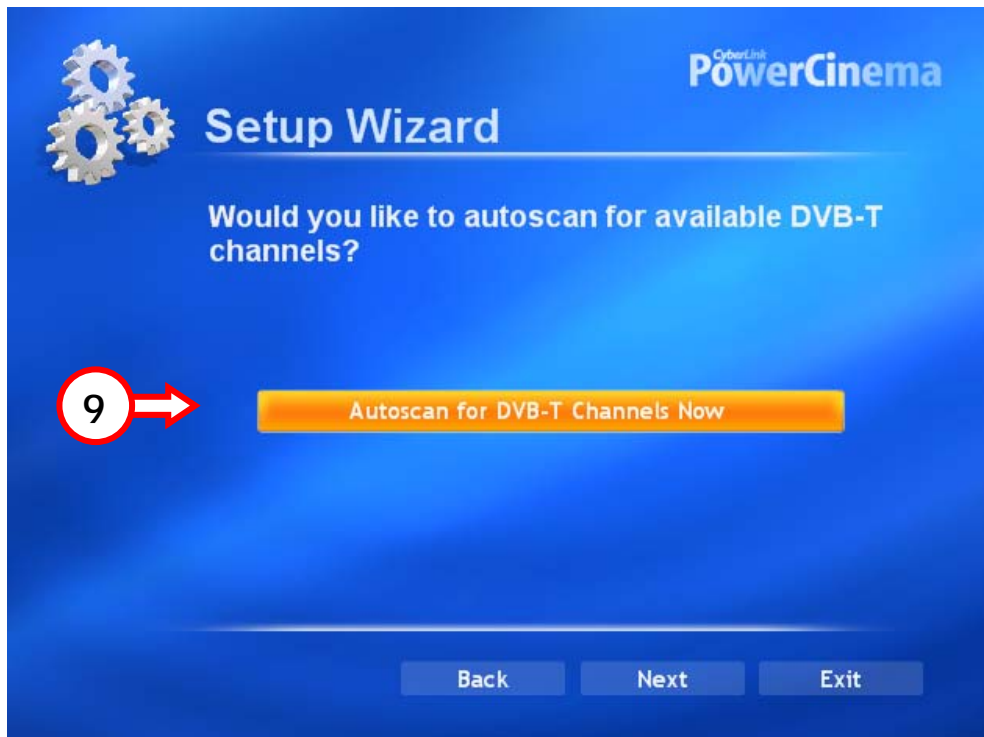 CyberLink
PowerCinema
Setup Wizard
Would you like to autoscan for available DVB-T
channels?
9
Autoscan for DVB-T Channels Now
Back Next Exit